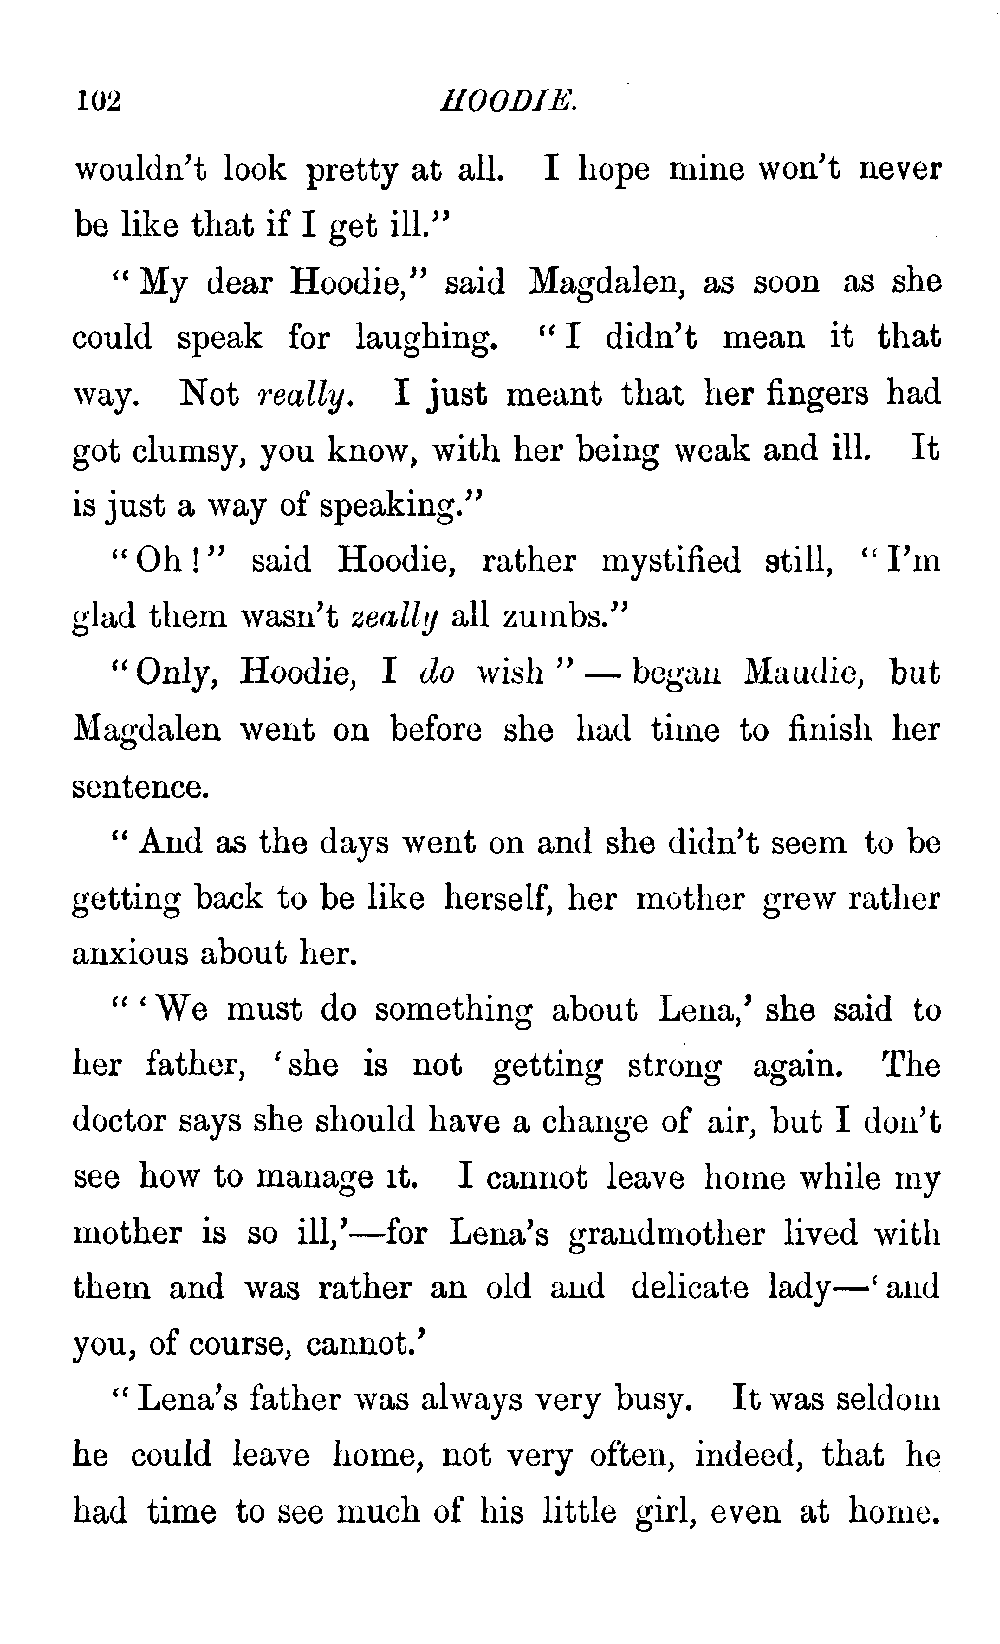 102 HOODIE.
wouldn't look pretty at all. I hope mine won't never
be like that if I get ill."
"My dear Hoodie," said Magdalen, as soon as she
could speak for laughing. "I didn't mean it that
way. Not really. I just meant that her fingers had
got clumsy, you know, with her being weak and ill. It
is just a way of speaking."
"Oh!" said Hoodie, rather mystified still, "I'm
glad them wasn't zeally all zumbs."
"Only, Hoodie, I do wish" — began Maudie, but
Magdalen went on before she had time to finish her
sentence.
"And as the days went on and she didn't seem to be
getting back to be like herself, her mother grew rather
anxious about her.
"'We must do something about Lena,' she said to
her father, 'she is not getting strong again. The
doctor says she should have a change of air, but I don't
see how to manage it. I cannot leave home while my
mother is so ill,'—for Lena's grandmother lived with
them and was rather an old and delicate lady—'and
you, of course, cannot.'
"Lena's father was always very busy. It was seldom
he could leave home, not very often, indeed, that he
had time to see much of his little girl, even at home.